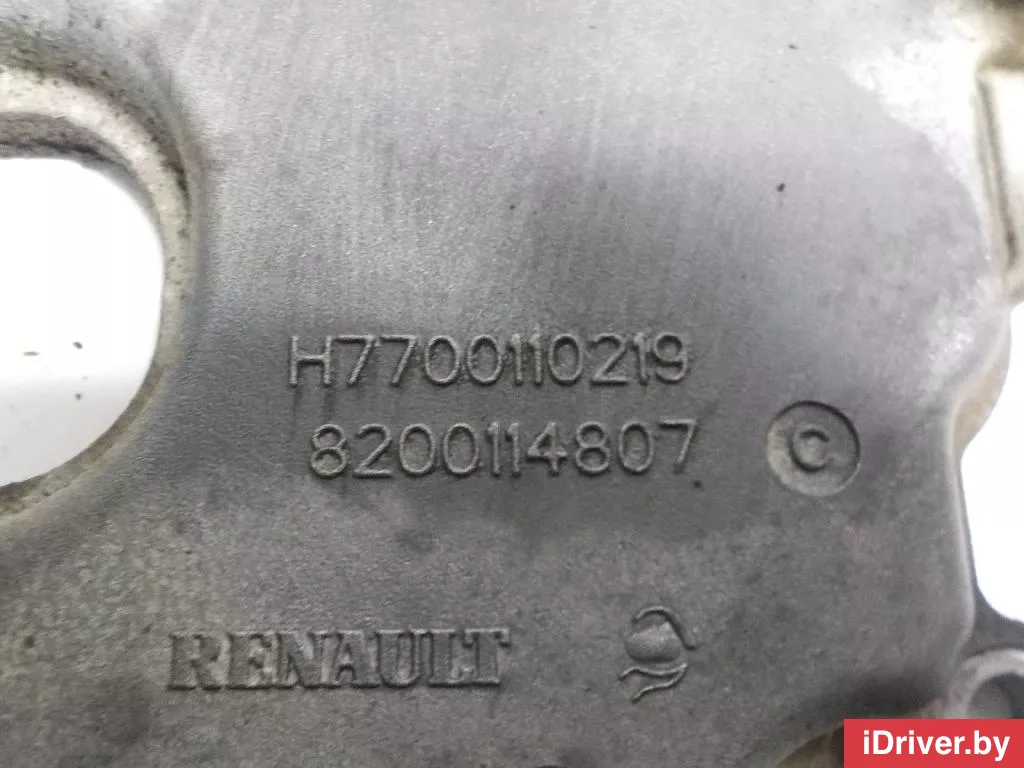 H7700110219
8200114807
C
RENAULT
iDriver.by